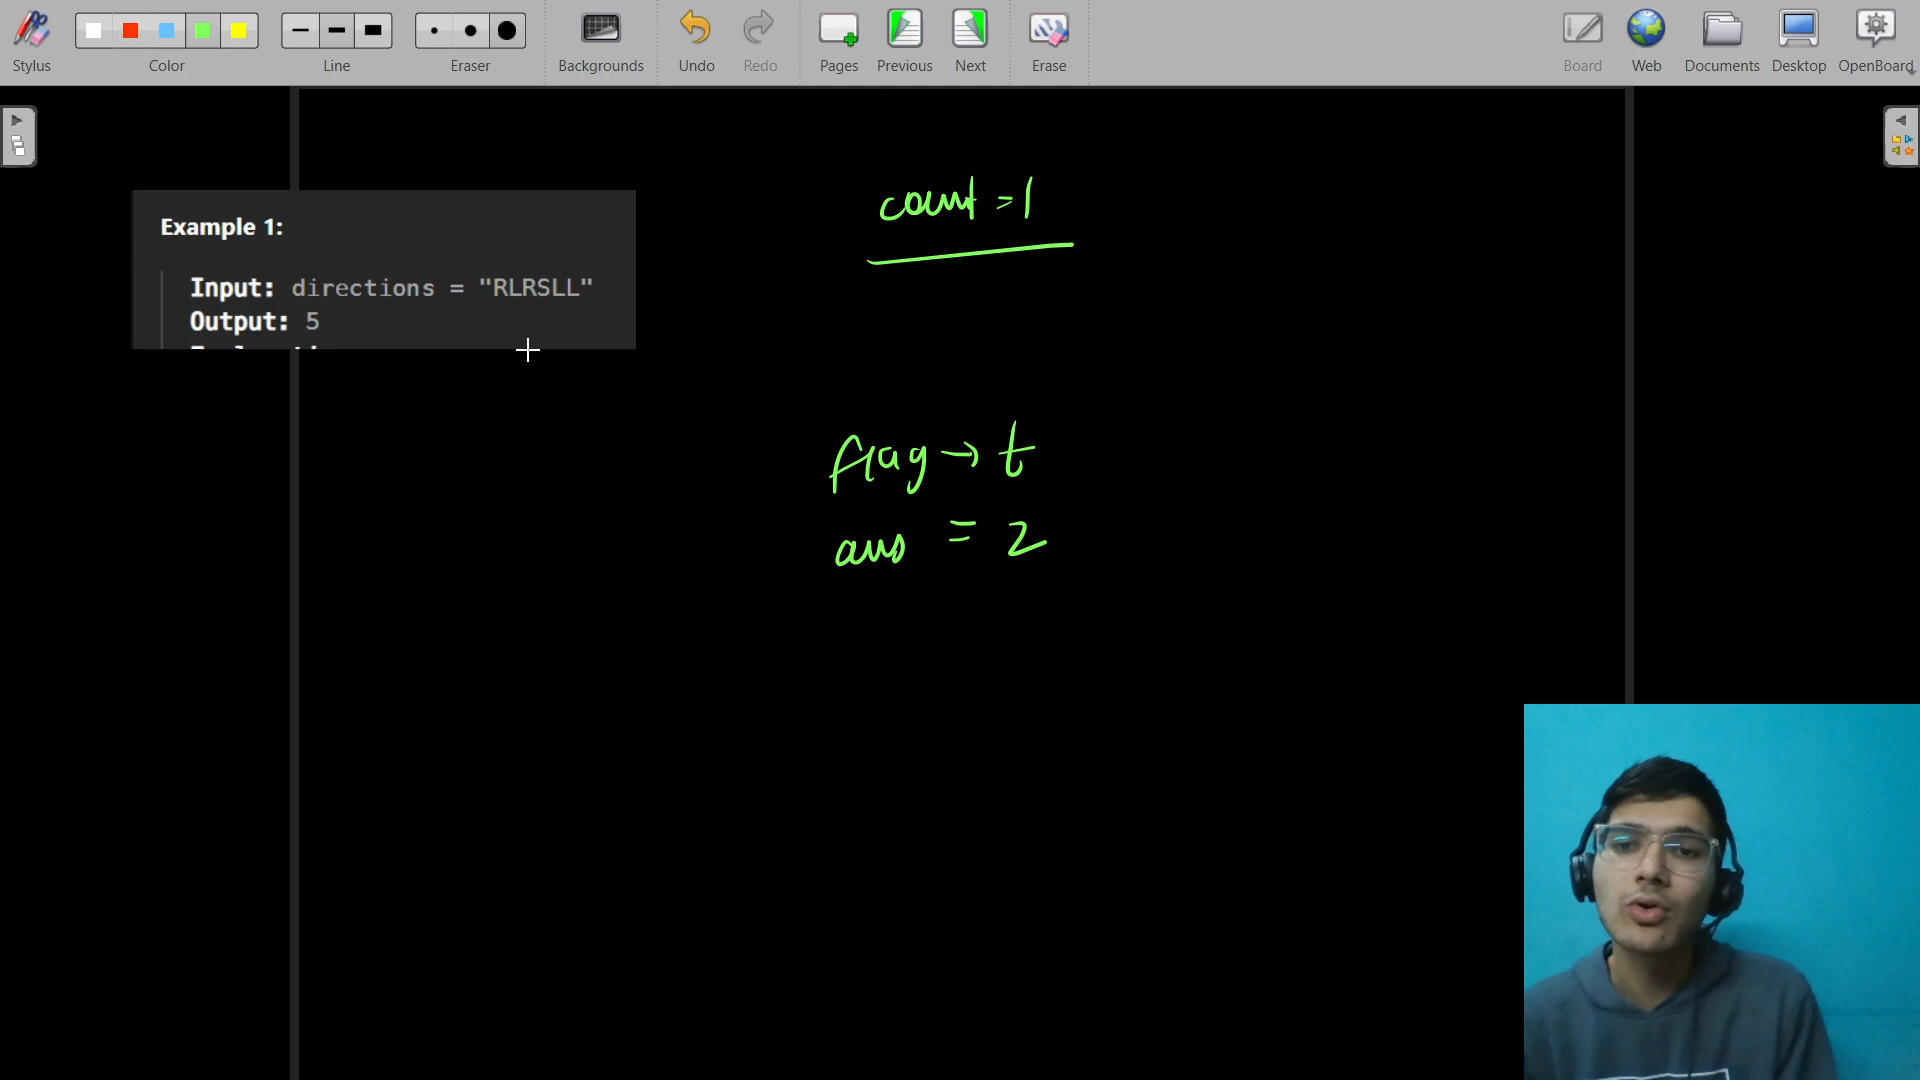 Stylus
Color
Line
Eraser
Backgrounds
Undo
Redo
Pages
Previous
Next
Erase
Board
Web
Documents
Desktop
OpenBoard
Example 1:
Input: directions = "RLRSLL"
Output: 5
count = 1
flag → t
ans = 2